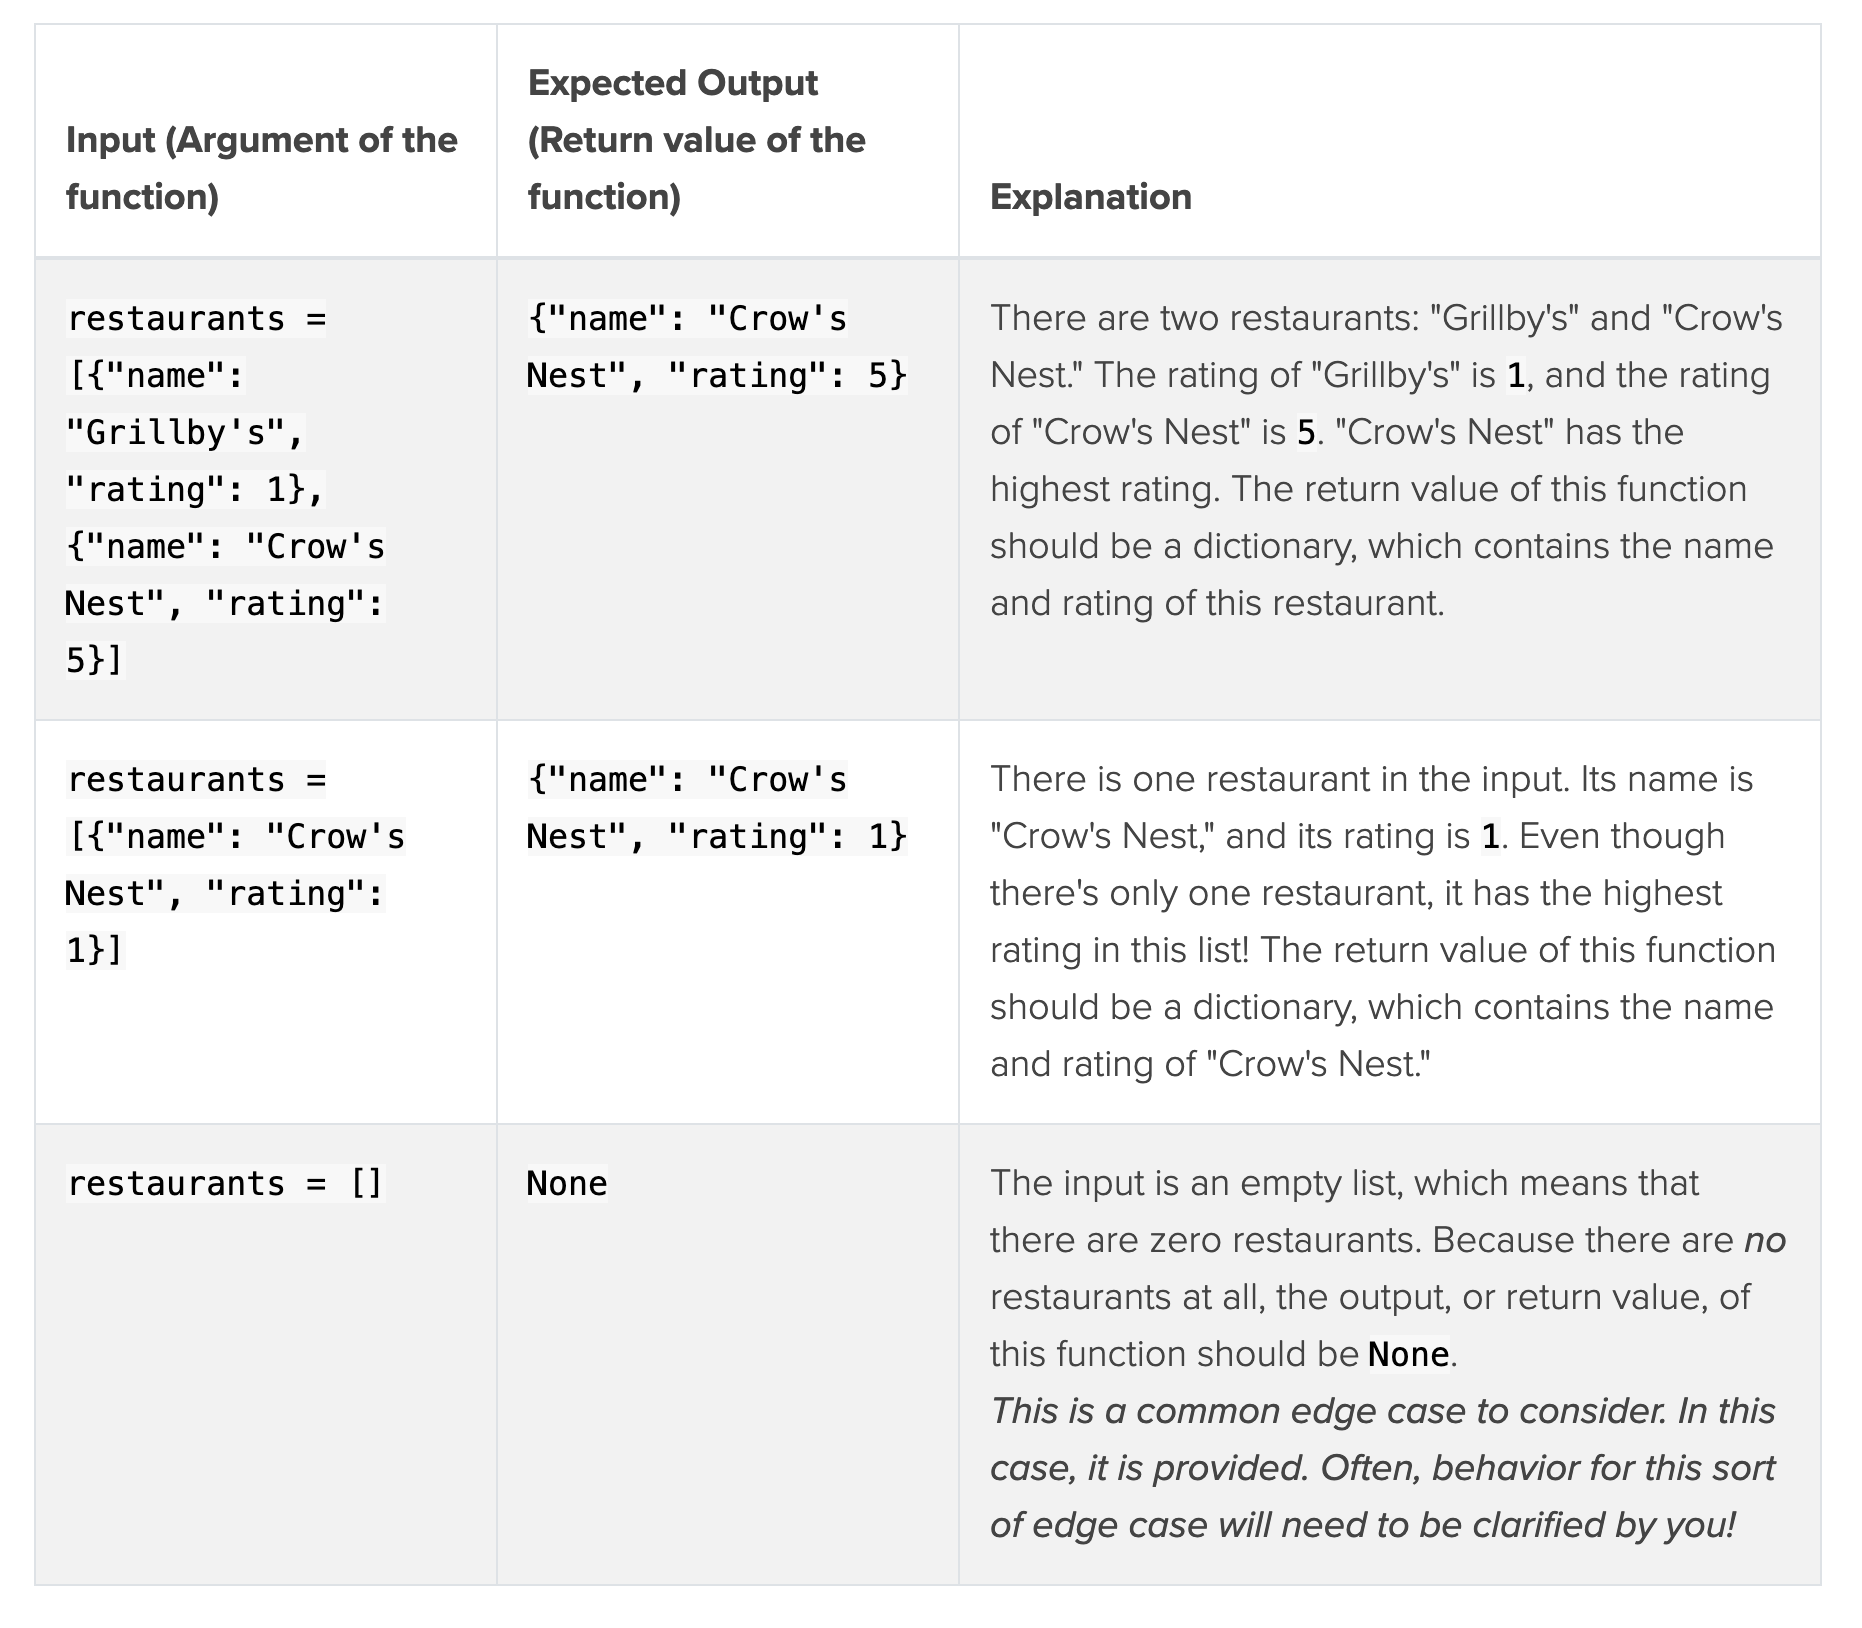 Input (Argument of the
function)
Expected Output
(Return value of the
function)
Explanation
restaurants =
[{"name":
"Grillby's",
"rating": 1},
{"name": "Crow's
Nest", "rating":
5}]
{"name": "Crow's
Nest", "rating": 5}
There are two restaurants: "Grillby's" and "Crow's
Nest." The rating of "Grillby's" is 1, and the rating
of "Crow's Nest" is 5. "Crow's Nest" has the
highest rating. The return value of this function
should be a dictionary, which contains the name
and rating of this restaurant.
restaurants =
[{"name": "Crow's
Nest", "rating":
1}]
{"name": "Crow's
Nest", "rating": 1}
There is one restaurant in the input. Its name is
"Crow's Nest," and its rating is 1. Even though
there's only one restaurant, it has the highest
rating in this list! The return value of this function
should be a dictionary, which contains the name
and rating of "Crow's Nest."
restaurants = []
None
The input is an empty list, which means that
there are zero restaurants. Because there are no
restaurants at all, the output, or return value, of
this function should be None.
This is a common edge case to consider. In this
case, it is provided. Often, behavior for this sort
of edge case will need to be clarified by you!